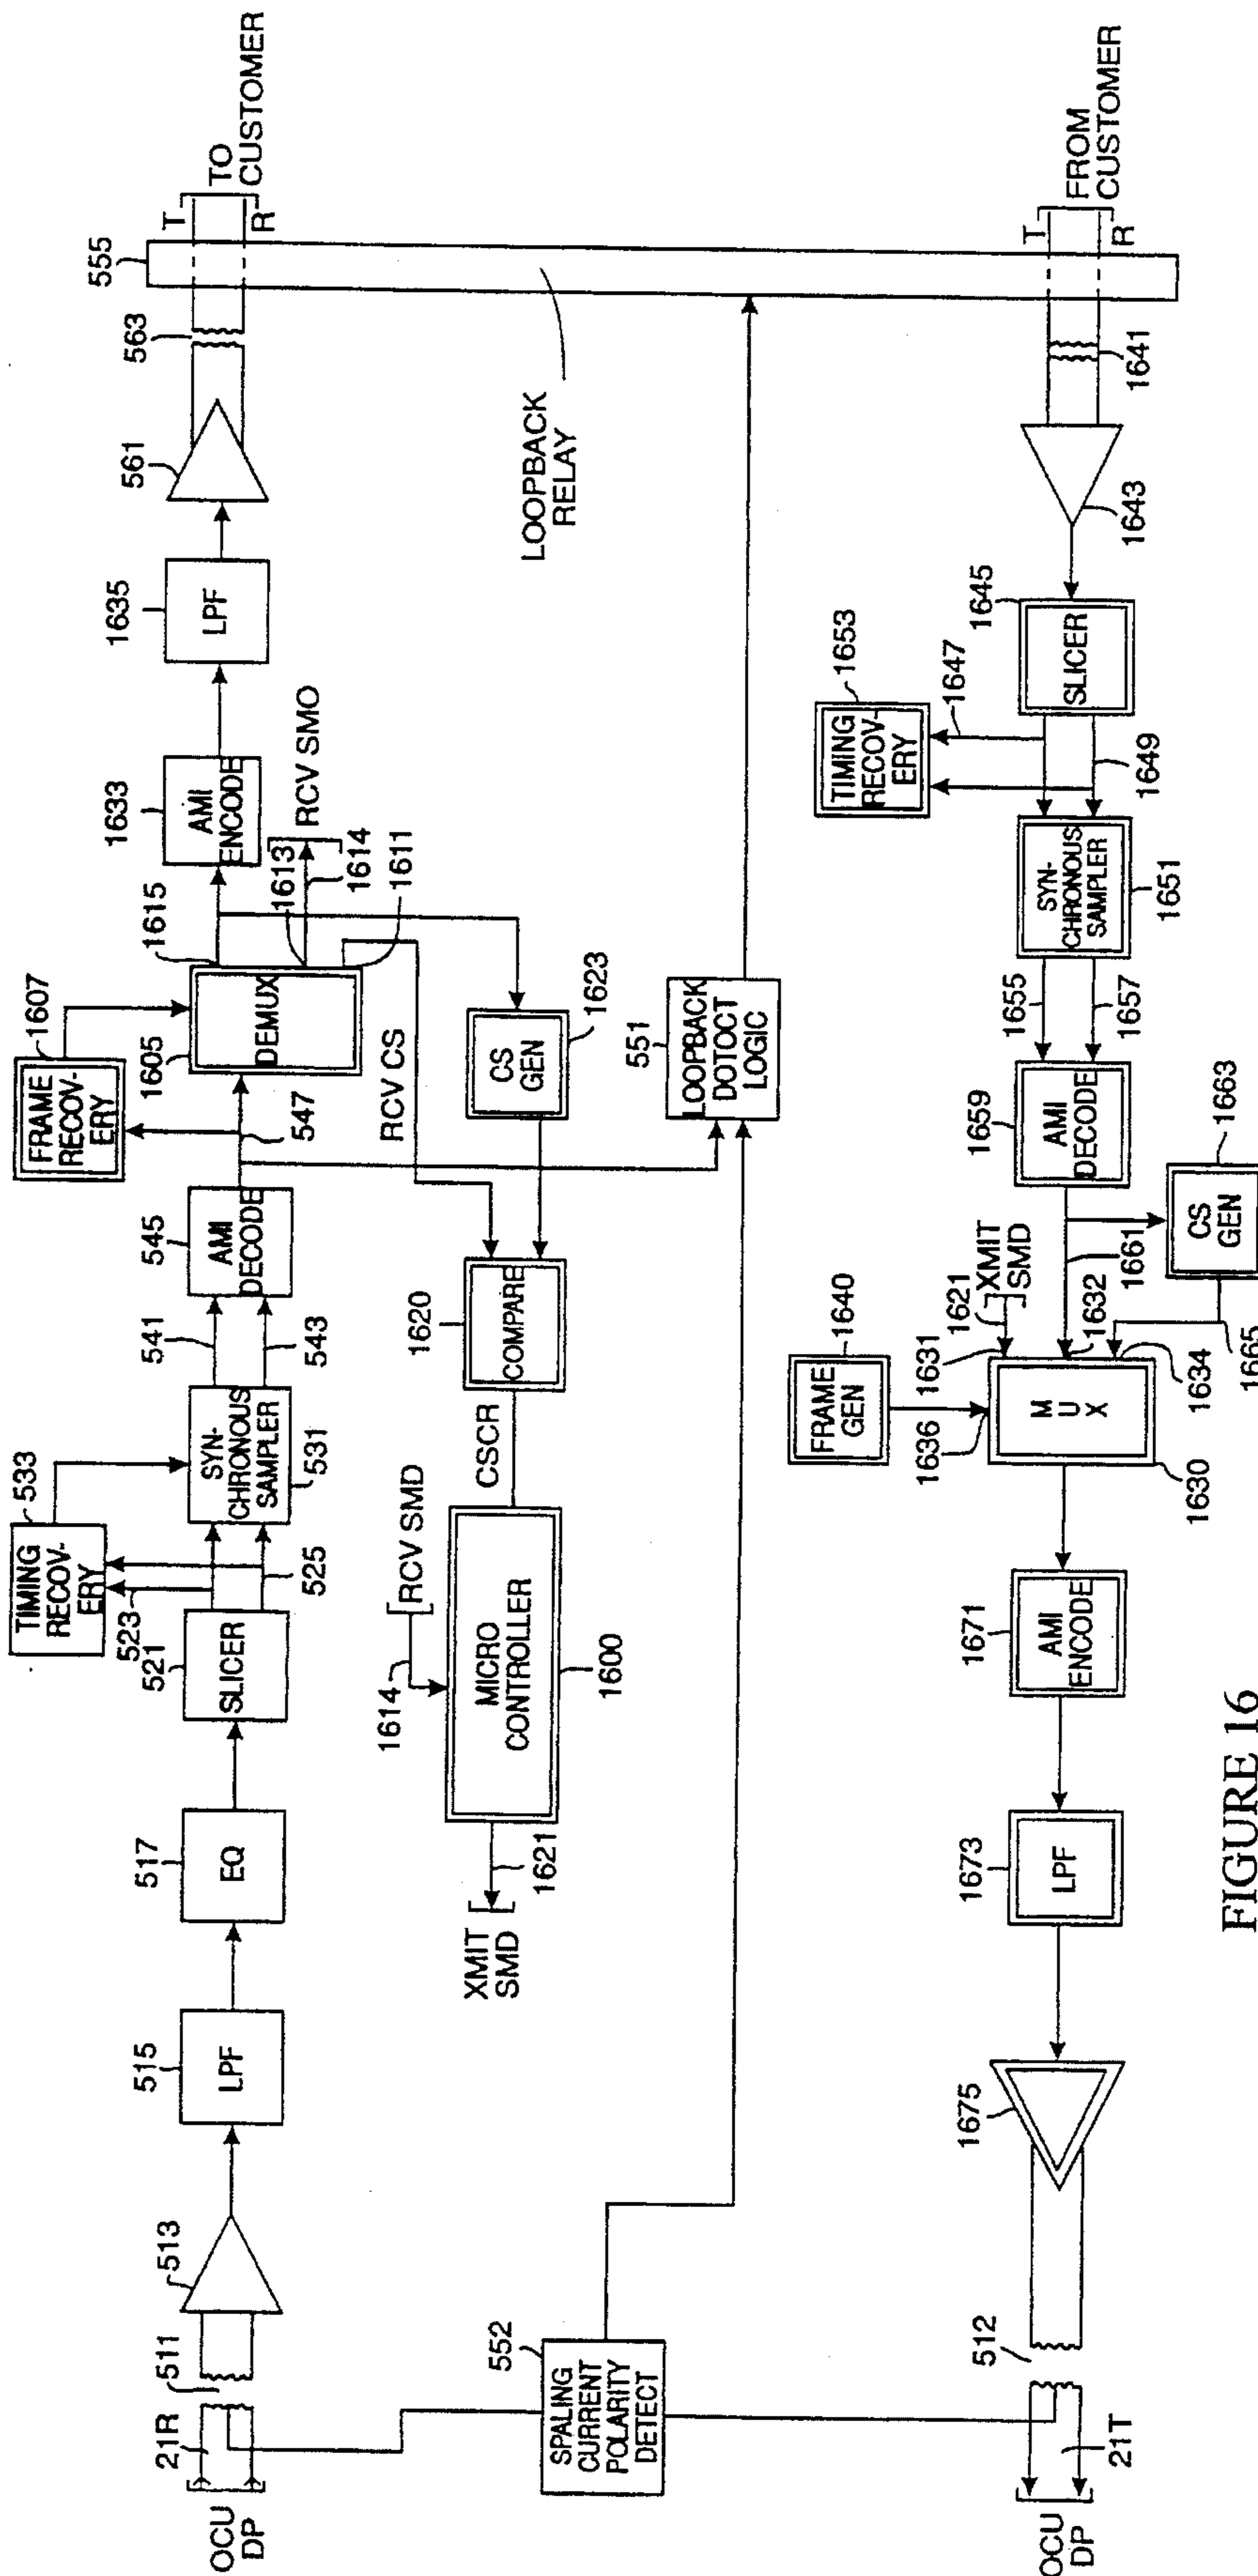 OCU
DP
21R
511
513
515
LPF
517
EQ
521
SLICER
523
525
533
TIMING
RECOV-
ERY
531
SYN-
CHRONOUS
SAMPLER
541
543
545
AMI
DECODE
547
1607
FRAME
RECOV-
ERY
1605
DEMUX
1615
1613
1614
1611
RCV SMO
1633
AMI
ENCODE
1635
LPF
561
563
555
T
R
TO
CUSTOMER
XMIT
SMD
1621
1614
RCV SMD
MICRO
CONTROLLER
1600
CSCR
1620
COMPARE
RCV CS
CS
GEN
1623
LOOPBACK
RELAY
552
SPALING
CURRENT
POLARITY
DETECT
551
LOOPBACK
DOTOCT
LOGIC
OCU
DP
21T
512
1675
1673
LPF
1671
AMI
ENCODE
1640
FRAME
GEN
1636
MUX
1630
1631
1621
XMIT
SMD
1632
1634
1661
1665
1663
CS
GEN
1659
AMI
DECODE
1655
1657
1651
SYN-
CHRONOUS
SAMPLER
1653
TIMING
RECOV-
ERY
1647
1649
1645
SLICER
1643
1641
T
R
FROM
CUSTOMER
FIGURE 16